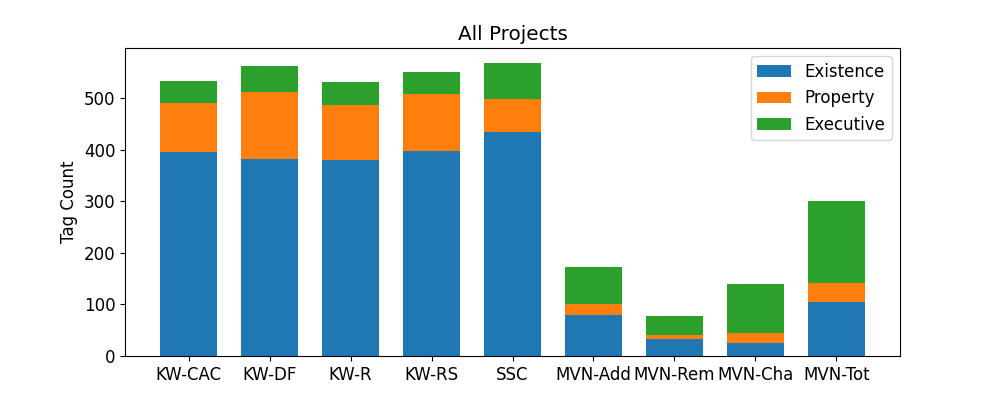 All Projects
Existence
Property
Executive
Tag Count
500
400
300
200
100
0
KW-CAC KW-DF KW-R KW-RS SSC MVN-Add MVN-Rem MVN-Cha MVN-Tot